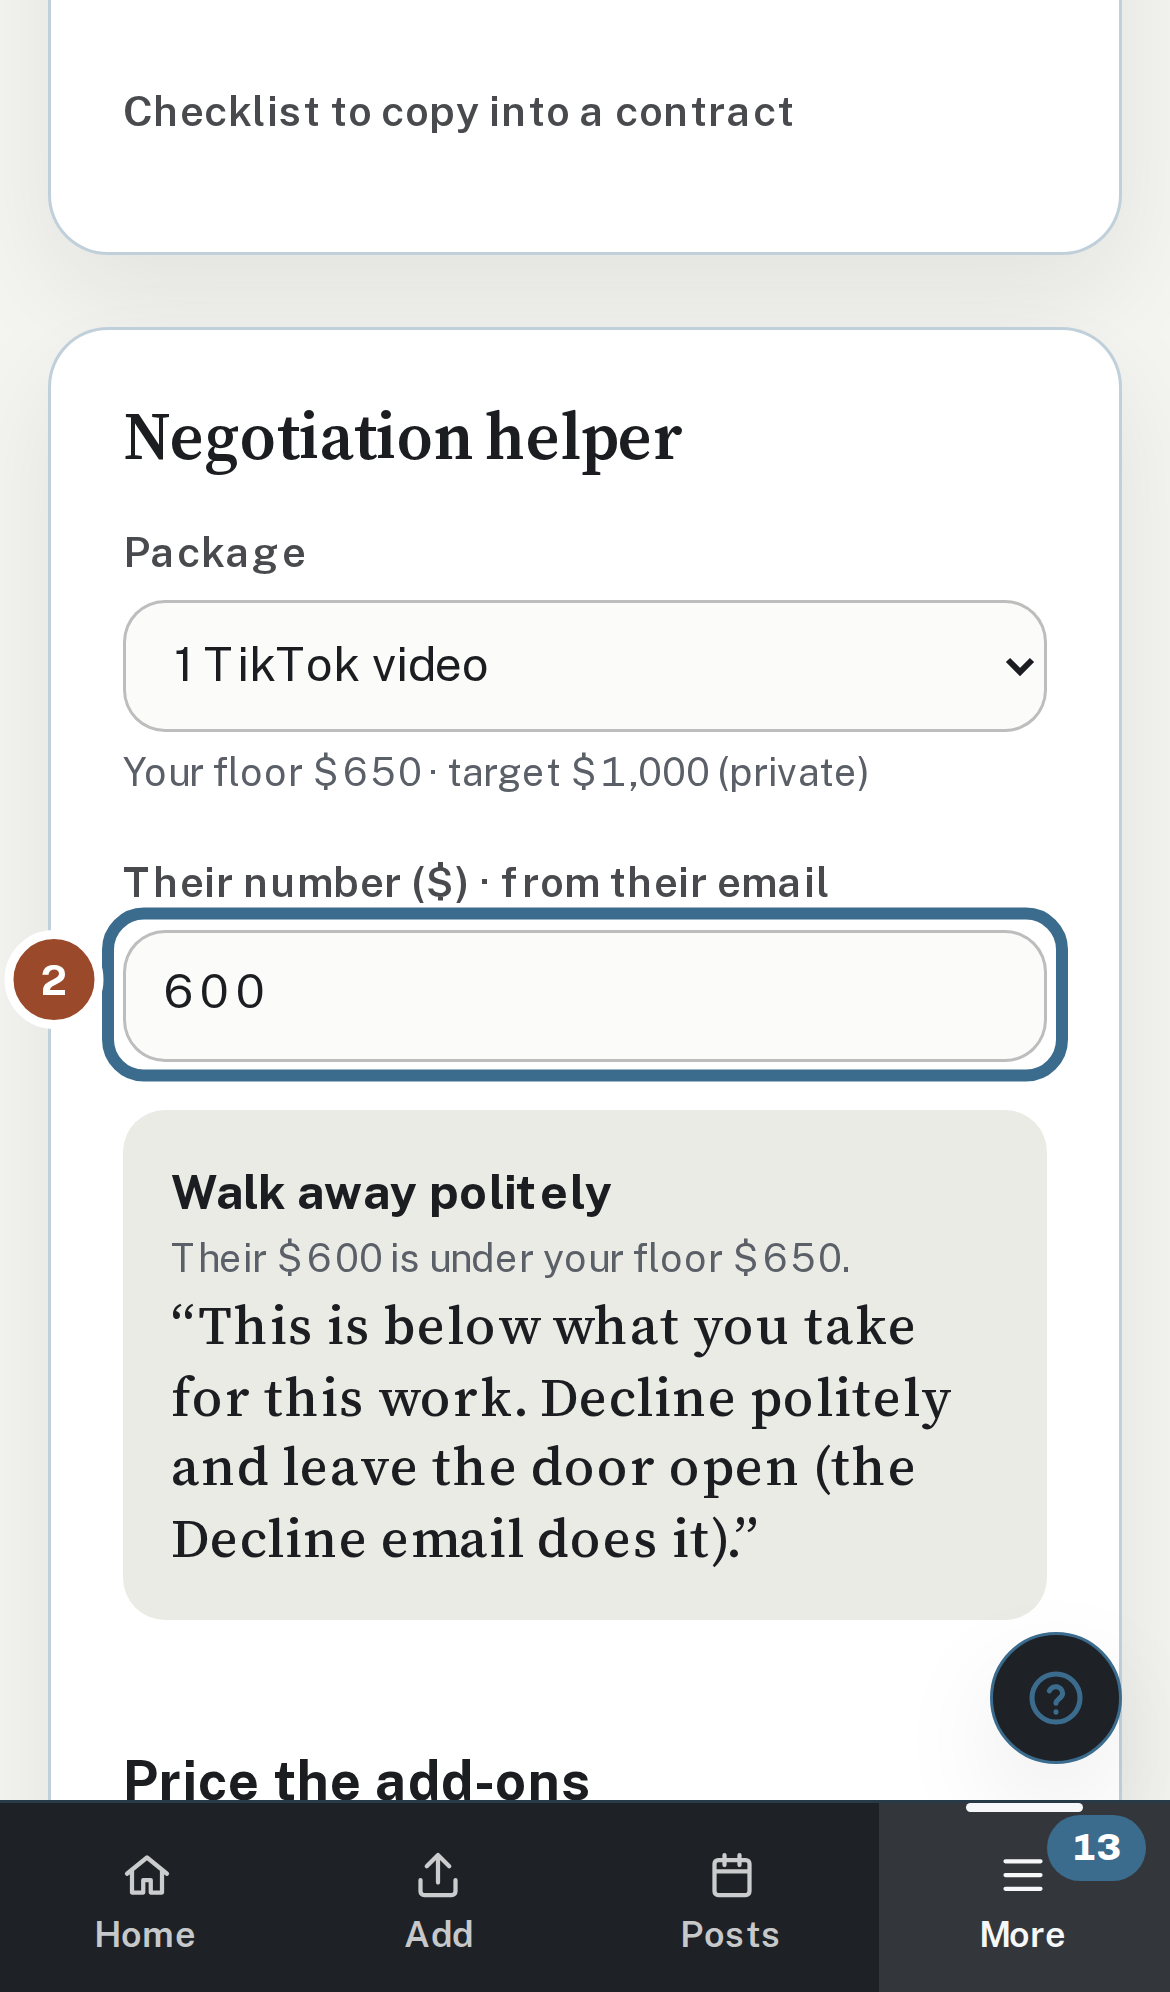 Checklist to copy into a contract
Negotiation helper
Package
1 TikTok video
Your floor $650 · target $1,000 (private)
Their number ($) · from their email
2
600
Walk away politely
Their $600 is under your floor $650.
“This is below what you take
for this work. Decline politely
and leave the door open (the
Decline email does it).”
Price the add-ons
13
Home
Add
Posts
More